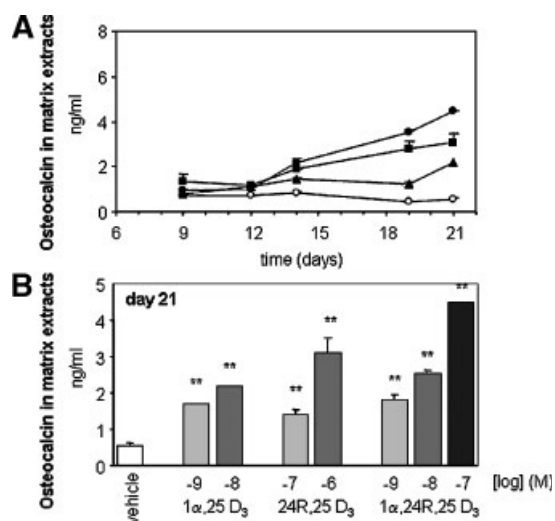 A
Osteocalcin in matrix extracts
ng/ml
8
6
4
2
0
6 9 12 15 18 21
time (days)
B
day 21
Osteocalcin in matrix extracts
ng/ml
5
4
3
2
1
0
** ** ** ** ** ** **
vehicle -9 -8 -7 -6 -9 -8 -7 [log] (M)
1α,25 D₃ 24R,25 D₃ 1α,24R,25 D₃